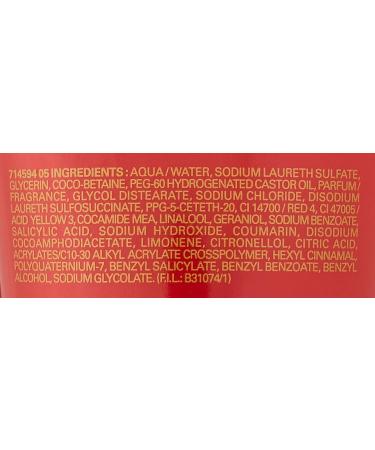 714594 05 INGREDIENTS : AQUA / WATER, SODIUM LAURETH SULFATE,
GLYCERIN, COCO-BETAINE, PEG-60 HYDROGENATED CASTOR OIL, PARFUM /
FRAGRANCE, GLYCOL DISTEARATE, SODIUM CHLORIDE, DISODIUM
LAURETH SULFOSUCCINATE, PPG-5-CETETH-20, CI 14700 / RED 4, CI 47005 /
ACID YELLOW 3, COCAMIDE MEA, LINALOOL, GERANIOL, SODIUM BENZOATE,
SALICYLIC ACID, SODIUM HYDROXIDE, COUMARIN, DISODIUM
COCOAMPHODIACETATE, LIMONENE, CITRONELLOL, CITRIC ACID,
ACRYLATES/C10-30 ALKYL ACRYLATE CROSSPOLYMER, HEXYL CINNAMAL,
POLYQUATERNIUM-7, BENZYL SALICYLATE, BENZYL BENZOATE, BENZYL
ALCOHOL, SODIUM GLYCOLATE. (F.I.L.: B31074/1)